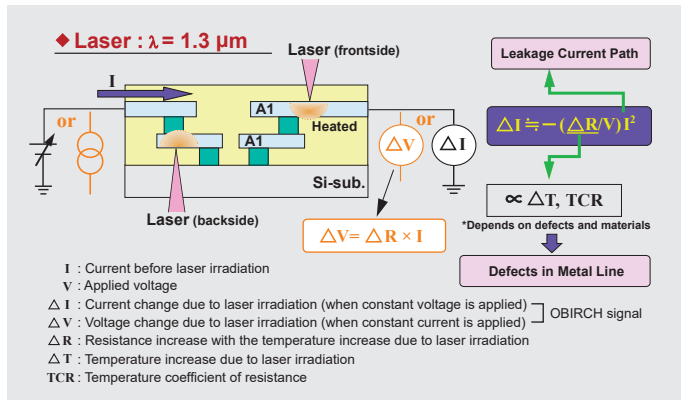 ◆ Laser : λ = 1.3 μm
Laser (frontside)
Leakage Current Path
I
A1
or
Heated
A1
or
△V
△I
△I ≒ − (△R/V) I²
Si-sub.
Laser (backside)
∝ △T, TCR
*Depends on defects and materials
△V= △R × I
Defects in Metal Line
I : Current before laser irradiation
V : Applied voltage
△ I : Current change due to laser irradiation (when constant voltage is applied)
△ V : Voltage change due to laser irradiation (when constant current is applied)
OBIRCH signal
△ R : Resistance increase with the temperature increase due to laser irradiation
△ T : Temperature increase due to laser irradiation
TCR : Temperature coefficient of resistance